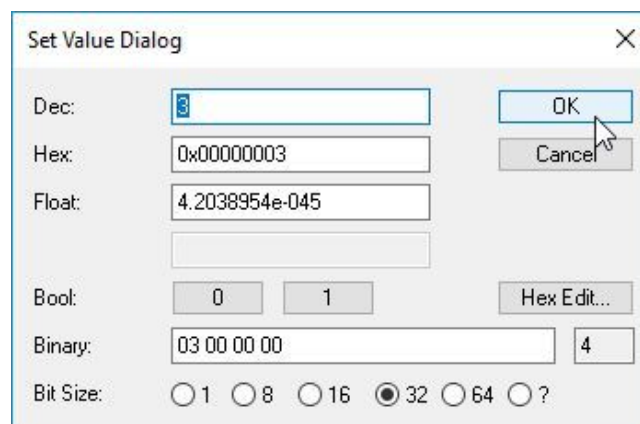 Set Value Dialog
Dec: 3 OK
Hex: 0x00000003 Cancel
Float: 4.2038954e-045
Bool: 0 1 Hex Edit...
Binary: 03 00 00 00 4
Bit Size: 1 8 16 32 64 ?